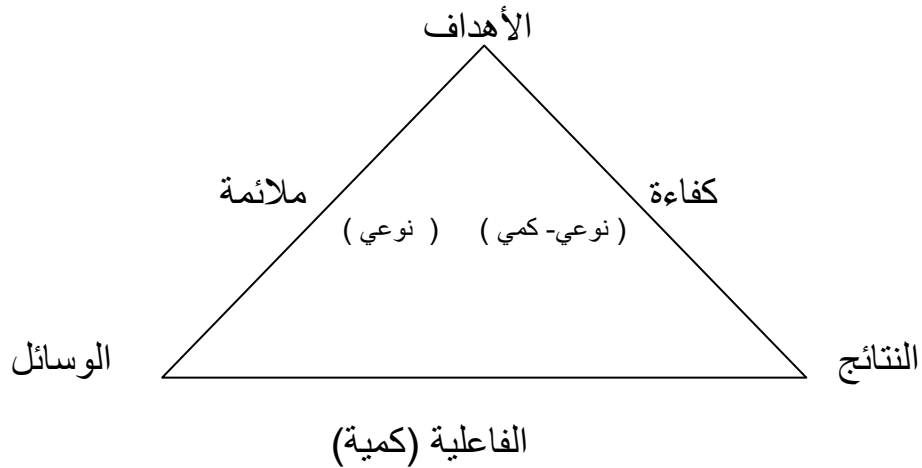 الأهداف
كفاءة
ملائمة
( نوعي- كمي )
( نوعي )
النتائج
الوسائل
الفاعلية (كمية)